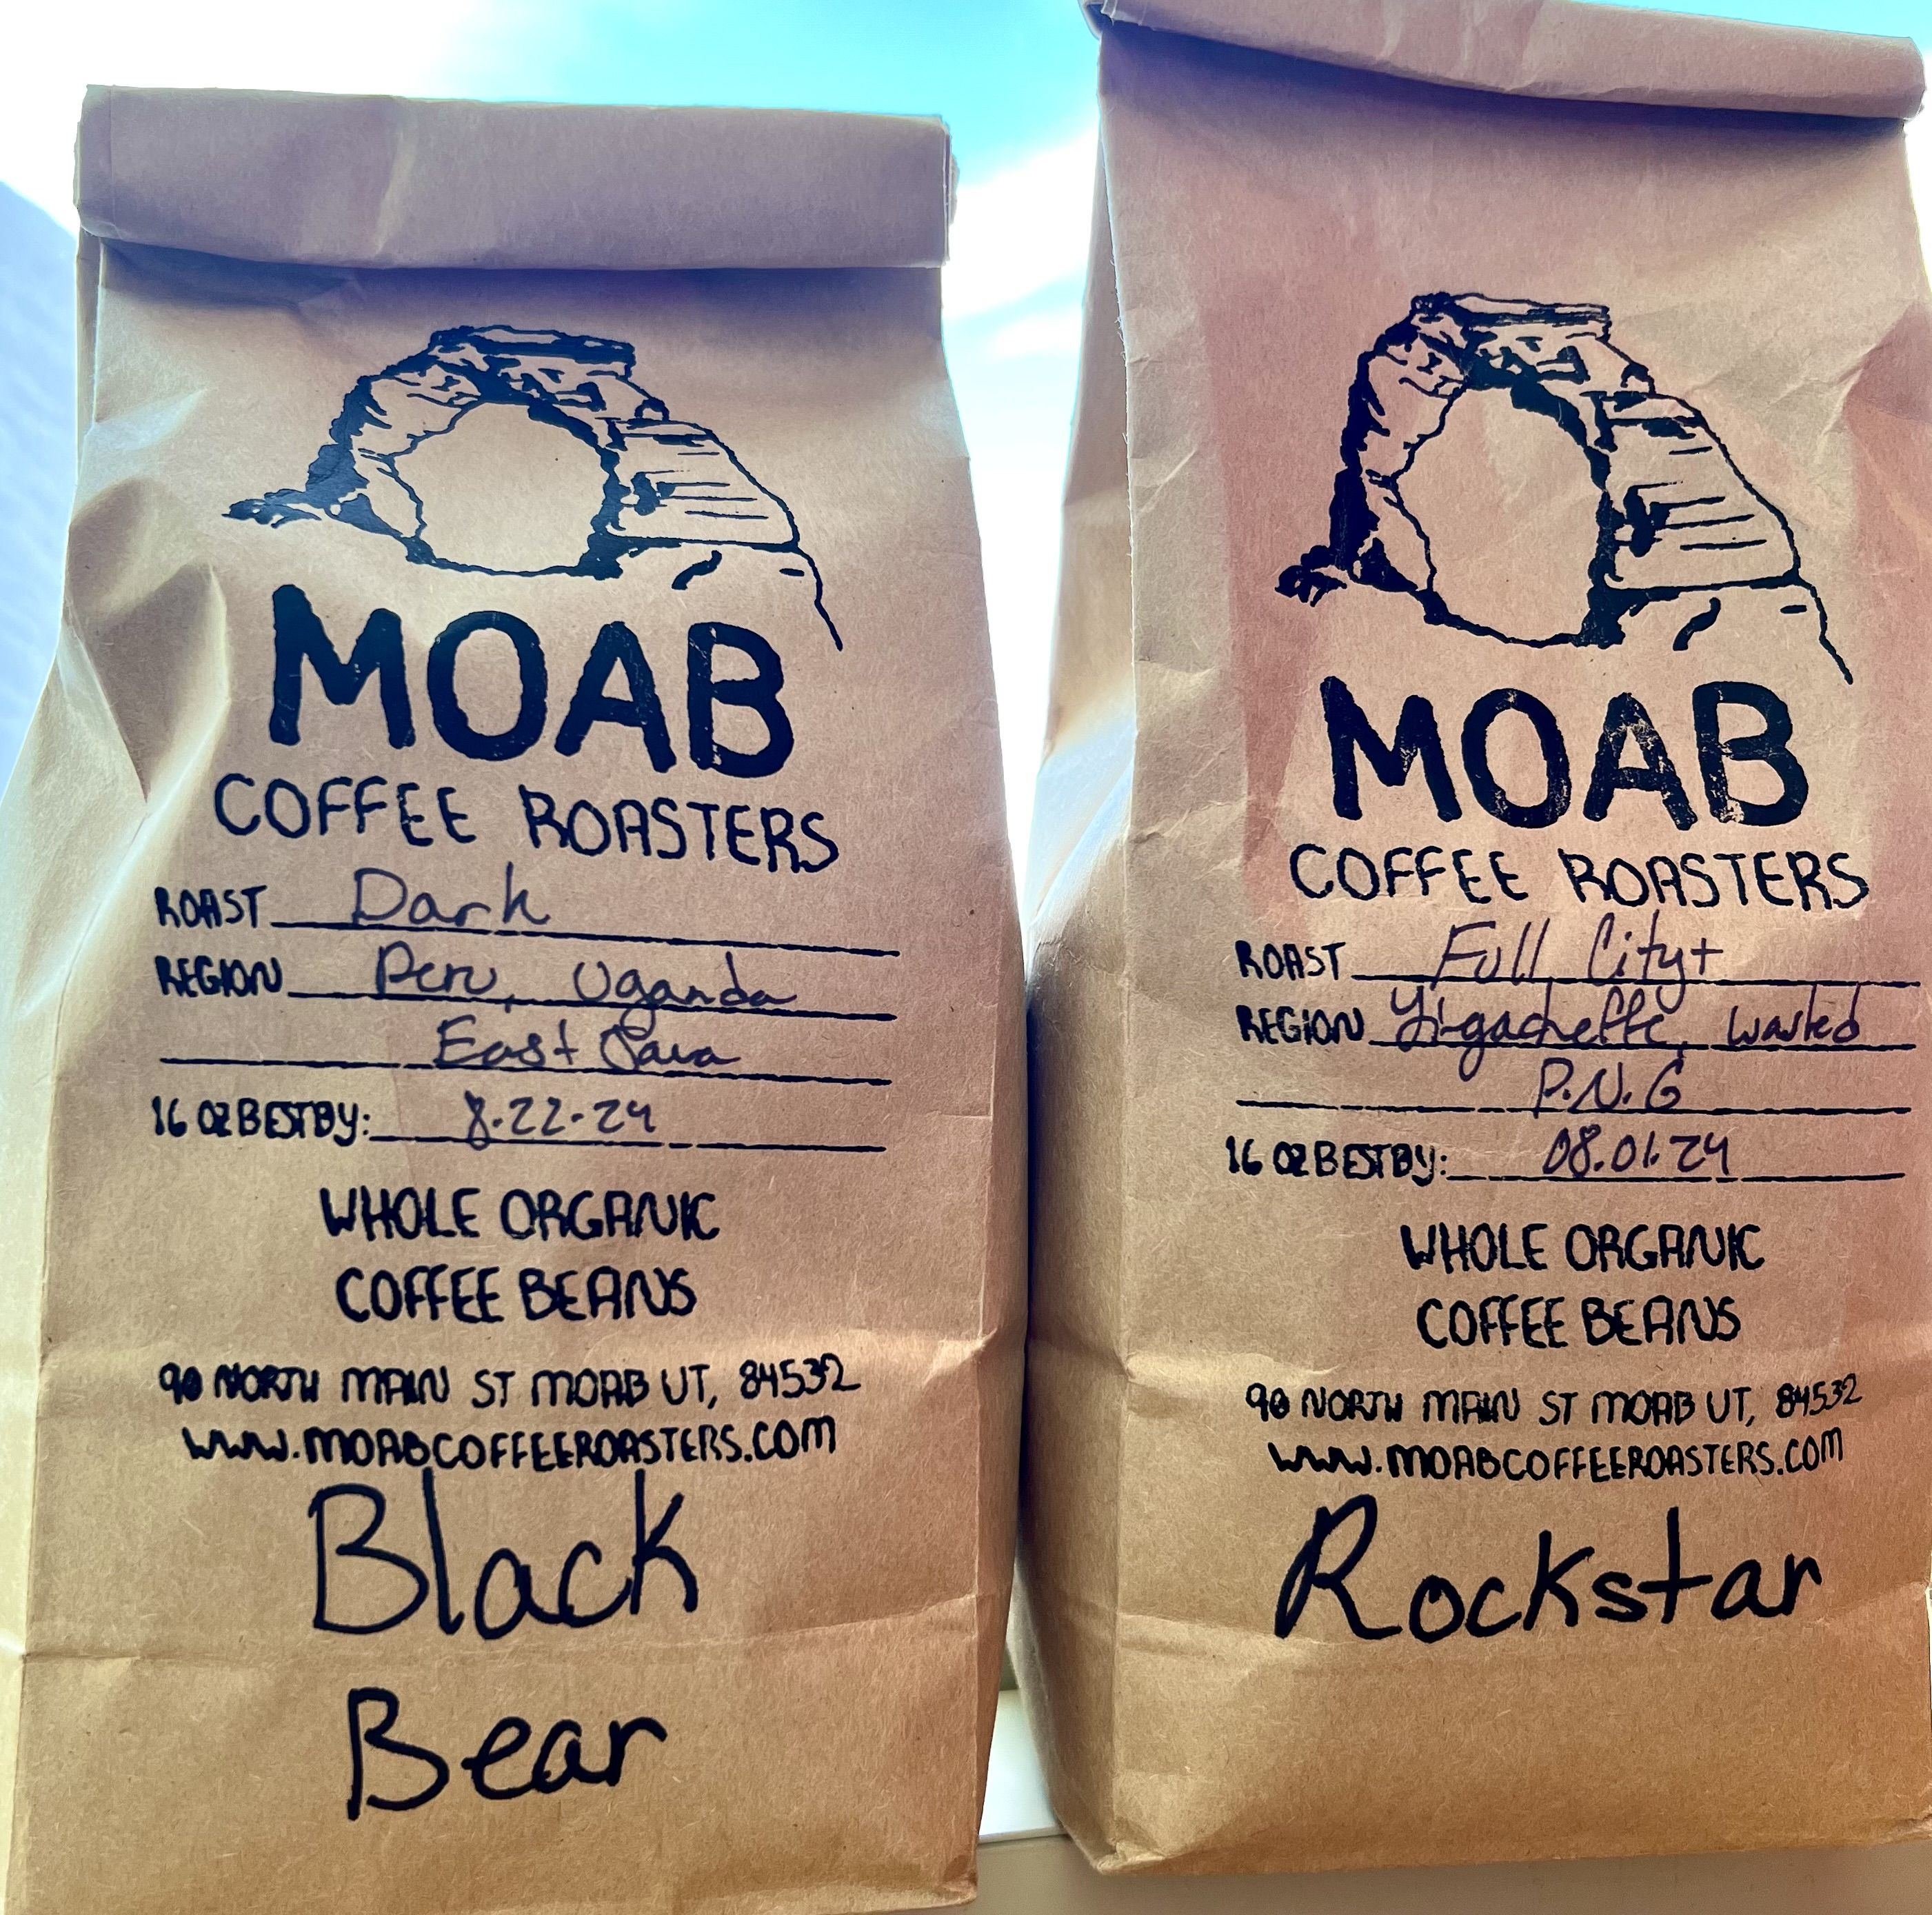 MOAB
COFFEE ROASTERS
ROAST Dark
REGION Peru, Uganda
East Java
16 OZ BEST BY: 8.22.24
WHOLE ORGANIC
COFFEE BEANS
90 NORTH MAIN ST MOAB UT, 84532
WWW.MOABCOFFEEROASTERS.COM
Black
Bear
MOAB
COFFEE ROASTERS
ROAST Full City+
REGION Yirgacheffe, washed
P.N.G
16 OZ BEST BY: 08.01.24
WHOLE ORGANIC
COFFEE BEANS
90 NORTH MAIN ST MOAB UT, 84532
WWW.MOABCOFFEEROASTERS.COM
Rockstar